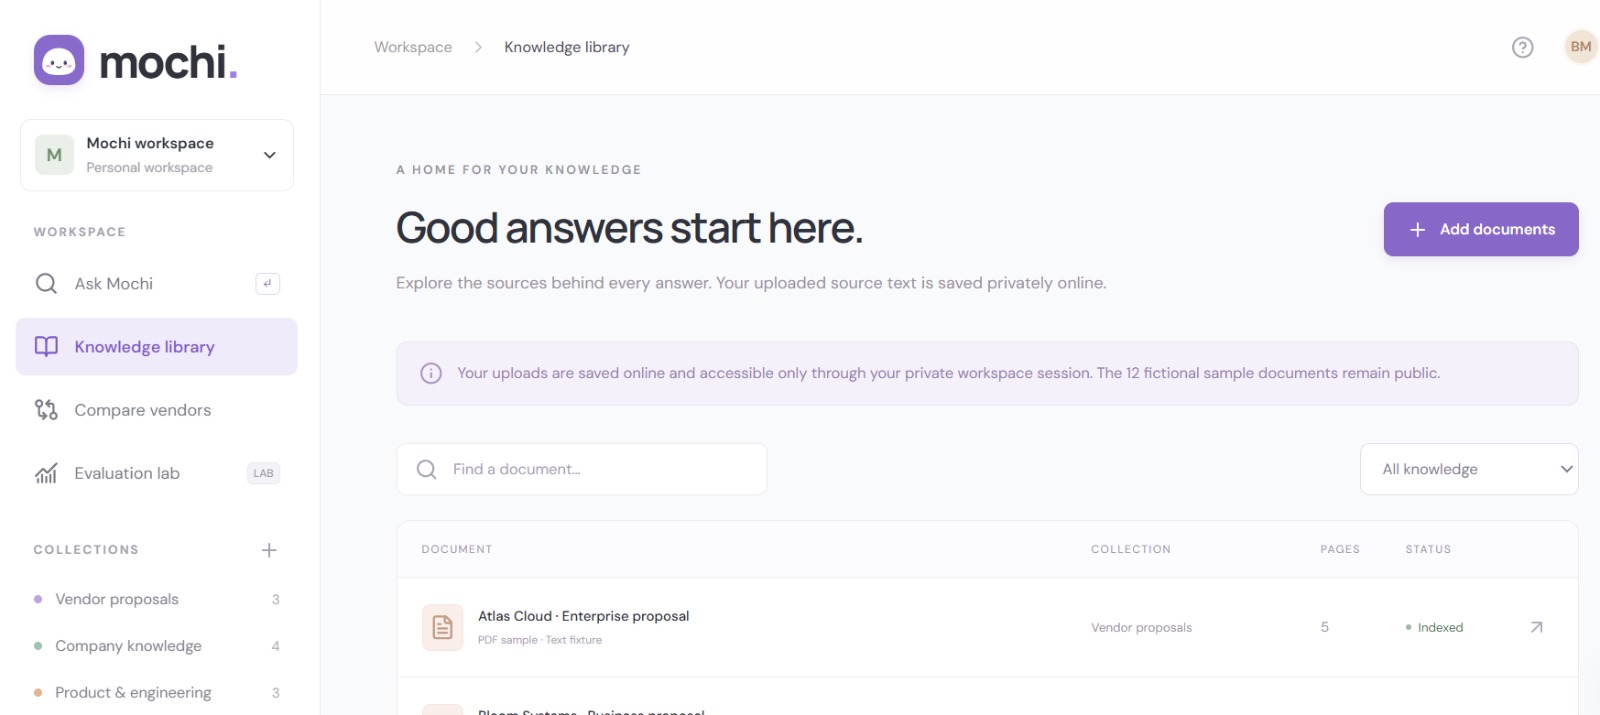 mochi.
Workspace > Knowledge library
BM
M
Mochi workspace
Personal workspace
WORKSPACE
Ask Mochi
Knowledge library
Compare vendors
Evaluation lab LAB
COLLECTIONS +
Vendor proposals 3
Company knowledge 4
Product & engineering 3
A HOME FOR YOUR KNOWLEDGE
Good answers start here.
Explore the sources behind every answer. Your uploaded source text is saved privately online.
+ Add documents
Your uploads are saved online and accessible only through your private workspace session. The 12 fictional sample documents remain public.
Find a document...
All knowledge
DOCUMENT COLLECTION PAGES STATUS
Atlas Cloud · Enterprise proposal
PDF sample · Text fixture
Vendor proposals 5 Indexed
Bloom Systems · Business proposal